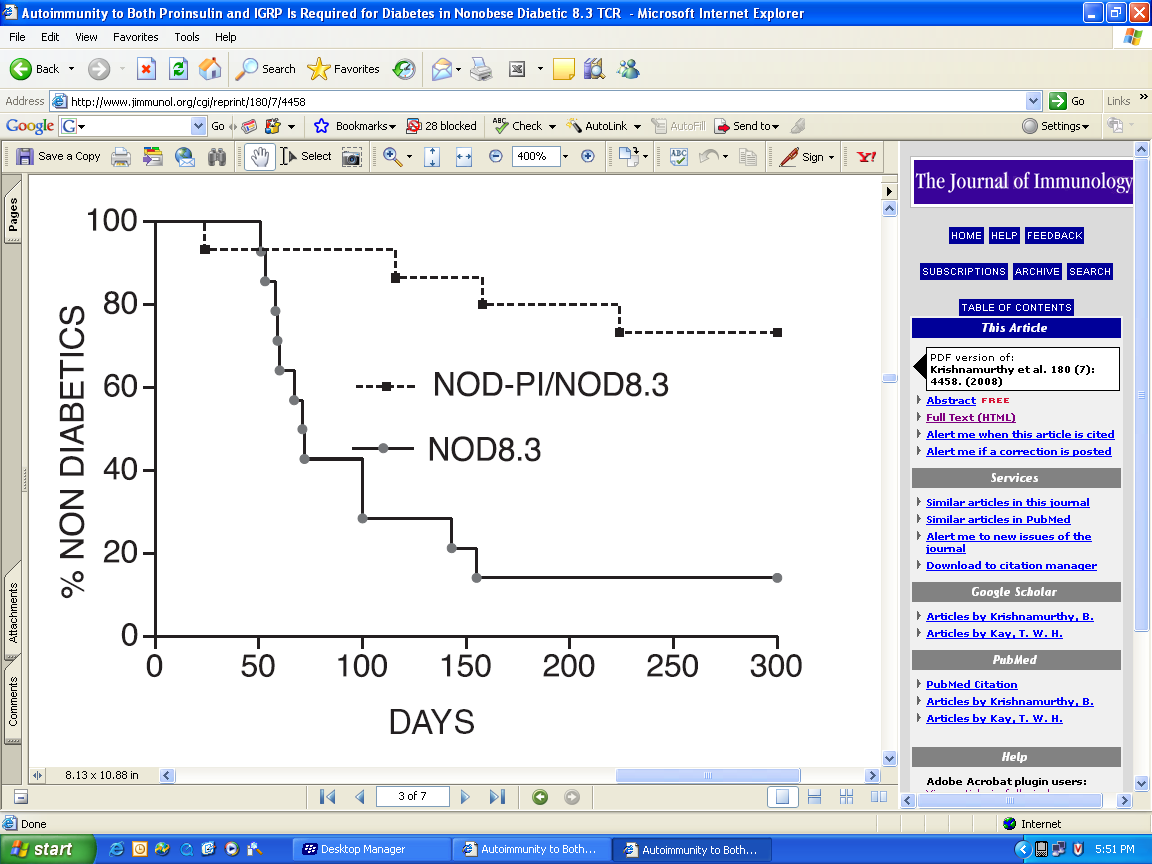 Autoimmunity to Both Proinsulin and IGRP Is Required for Diabetes in Nonobese Diabetic 8.3 TCR - Microsoft Internet Explorer
File Edit View Favorites Tools Help
Back Search Favorites
Address http://www.jimmunol.org/cgi/reprint/180/7/4458 Go Links »
Google G Go Bookmarks 28 blocked ABC Check AutoLink AutoFill Send to Settings
Save a Copy Select 400% ABC Sign Y!
Pages
Attachments
Comments
100
80
60
40
20
0
% NON DIABETICS
NOD-PI/NOD8.3
NOD8.3
0 50 100 150 200 250 300
DAYS
8.13 x 10.88 in
3 of 7
The Journal of Immunology
HOME HELP FEEDBACK
SUBSCRIPTIONS ARCHIVE SEARCH
TABLE OF CONTENTS
This Article
PDF version of:
Krishnamurthy et al. 180 (7):
4458. (2008)
Abstract FREE
Full Text (HTML)
Alert me when this article is cited
Alert me if a correction is posted
Services
Similar articles in this journal
Similar articles in PubMed
Alert me to new issues of the
journal
Download to citation manager
Google Scholar
Articles by Krishnamurthy, B.
Articles by Kay, T. W. H.
PubMed
PubMed Citation
Articles by Krishnamurthy, B.
Articles by Kay, T. W. H.
Help
Adobe Acrobat plugin users:
Done Internet
start Desktop Manager Autoimmunity to Both... Autoimmunity to Both... 5:51 PM